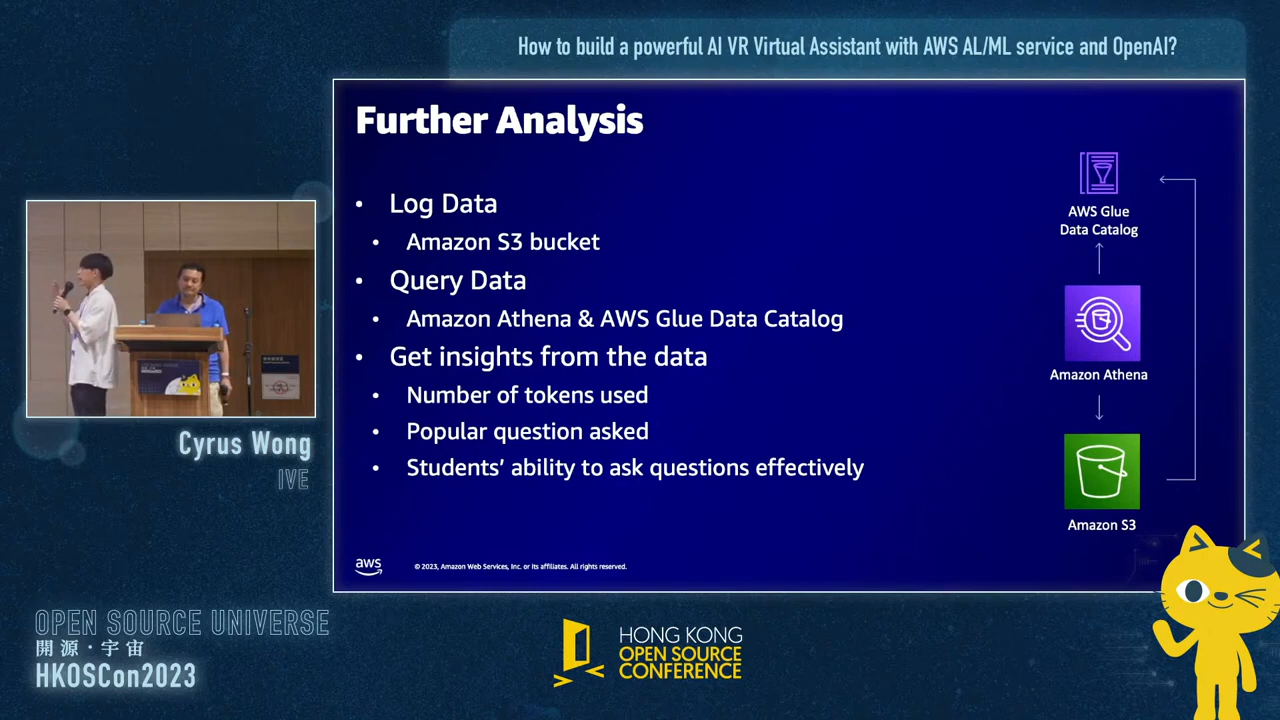 How to build a powerful AI VR Virtual Assistant with AWS AL/ML service and OpenAI?
Further Analysis
• Log Data
• Amazon S3 bucket
• Query Data
• Amazon Athena & AWS Glue Data Catalog
• Get insights from the data
• Number of tokens used
• Popular question asked
• Students’ ability to ask questions effectively
AWS Glue
Data Catalog
Amazon Athena
Amazon S3
aws
© 2023, Amazon Web Services, Inc. or its affiliates. All rights reserved.
Cyrus Wong
IVE
OPEN SOURCE UNIVERSE
開源·宇宙
HKOSCon2023
HONG KONG
OPEN SOURCE
CONFERENCE